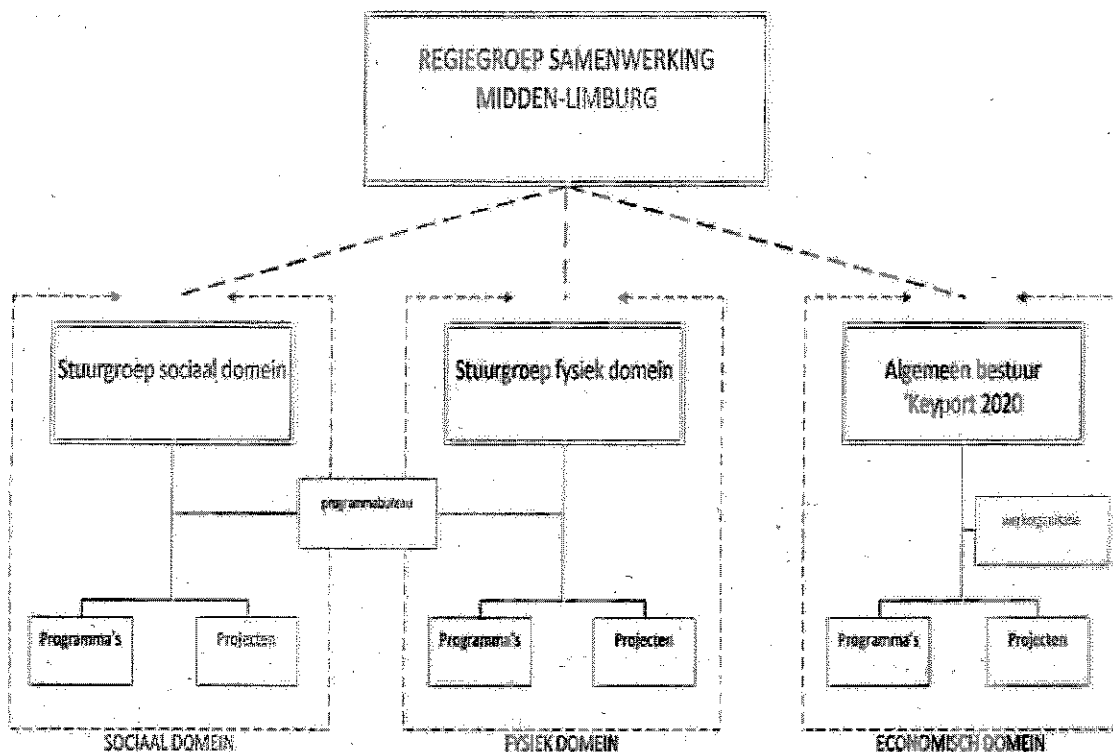 REGIEGROEP SAMENWERKING
MIDDEN-LIMBURG
Stuurgroep sociaal domein
Stuurgroep fysiek domein
Algemeen bestuur
'Keyport 2020
programmabureau
werkorganisatie
Programma's
Projecten
Programma's
Projecten
Programma's
Projecten
SOCIAAL DOMEIN
FYSIEK DOMEIN
ECONOMISCH DOMEIN